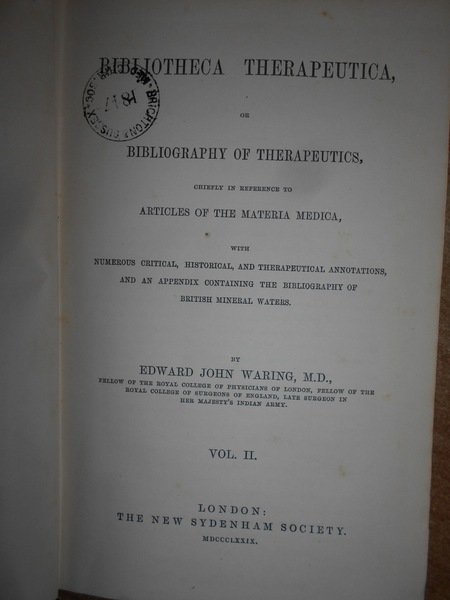 BIBLIOTHECA THERAPEUTICA,
OR
BIBLIOGRAPHY OF THERAPEUTICS,
CHIEFLY IN REFERENCE TO
ARTICLES OF THE MATERIA MEDICA,
WITH
NUMEROUS CRITICAL, HISTORICAL, AND THERAPEUTICAL ANNOTATIONS,
AND AN APPENDIX CONTAINING THE BIBLIOGRAPHY OF
BRITISH MINERAL WATERS.
BY
EDWARD JOHN WARING, M.D.,
FELLOW OF THE ROYAL COLLEGE OF PHYSICIANS OF LONDON, FELLOW OF THE
ROYAL COLLEGE OF SURGEONS OF ENGLAND, LATE SURGEON IN
HER MAJESTY'S INDIAN ARMY.
VOL. II.
LONDON:
THE NEW SYDENHAM SOCIETY.
MDCCCLXXIX.
BRIGHTON & SUSSEX